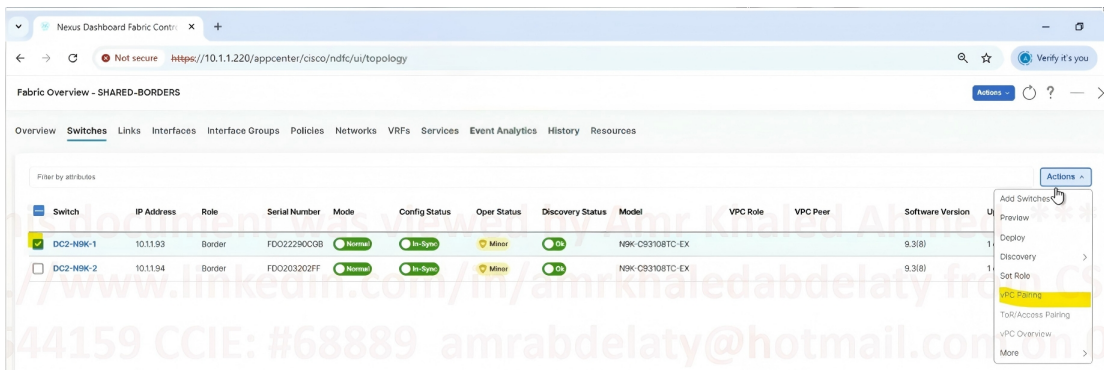 Nexus Dashboard Fabric Contro
Not secure https://10.1.1.220/appcenter/cisco/ndfc/ui/topology
Verify it's you
Fabric Overview - SHARED-BORDERS
Actions
Overview Switches Links Interfaces Interface Groups Policies Networks VRFs Services Event Analytics History Resources
Filter by attributes
Actions
Switch IP Address Role Serial Number Mode Config Status Oper Status Discovery Status Model VPC Role VPC Peer Software Version
DC2-N9K-1 10.1.1.93 Border FDO22290CGB Normal In-Sync Minor Ok N9K-C93108TC-EX 9.3(8)
DC2-N9K-2 10.1.1.94 Border FDO203202FF Normal In-Sync Minor Ok N9K-C93108TC-EX 9.3(8)
Add Switches
Preview
Deploy
Discovery
Set Role
vPC Pairing
ToR/Access Pairing
vPC Overview
More
his document was viewed by Amr Khaled Ahmed ***
://www.linkedin.com/in/amrkhaledabdelaty fro
44159 CCIE: #68889 amrabdelaty@hotmail.com on 0